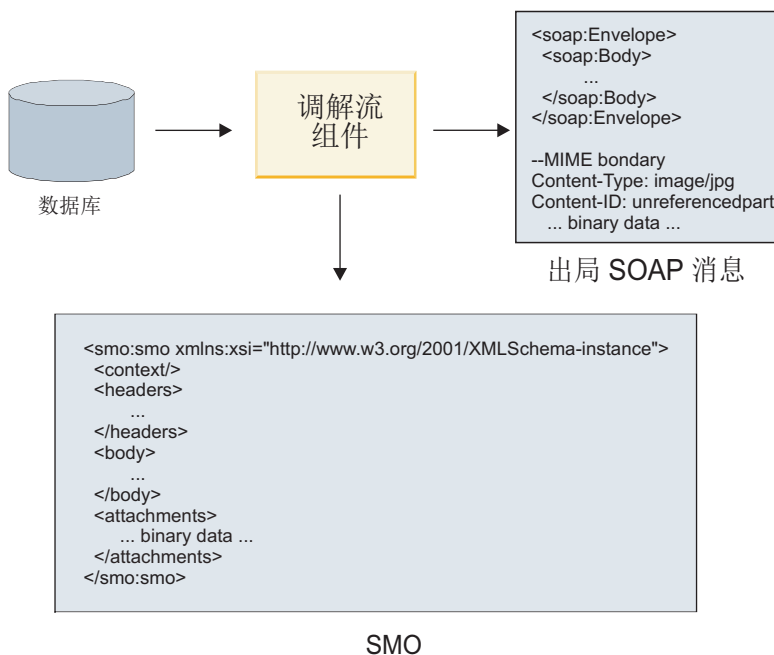 数据库
调解流
组件
<soap:Envelope>
<soap:Body>
...
</soap:Body>
</soap:Envelope>
--MIME bondary
Content-Type: image/jpg
Content-ID: unreferencedpart
... binary data ...
出局 SOAP 消息
<smo:smo xmlns:xsi="http://www.w3.org/2001/XMLSchema-instance">
<context/>
<headers>
...
</headers>
<body>
...
</body>
<attachments>
... binary data ...
</attachments>
</smo:smo>
SMO